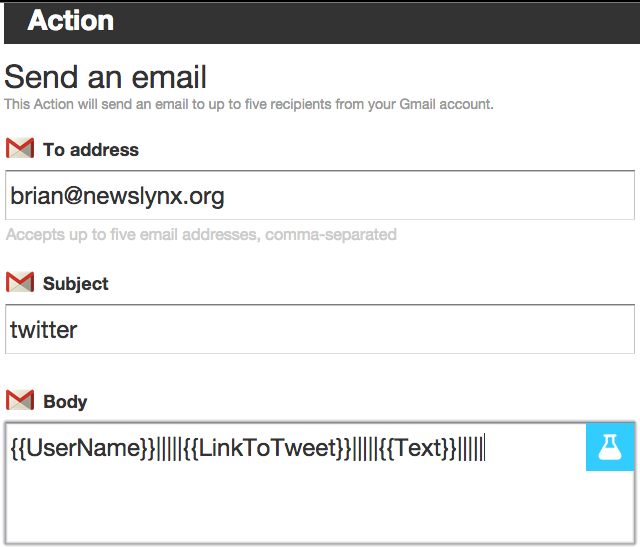 Action
Send an email
This Action will send an email to up to five recipients from your Gmail account.
To address
brian@newslynx.org
Accepts up to five email addresses, comma-separated
Subject
twitter
Body
{{UserName}}|||||{{LinkToTweet}}|||||{{Text}}|||||